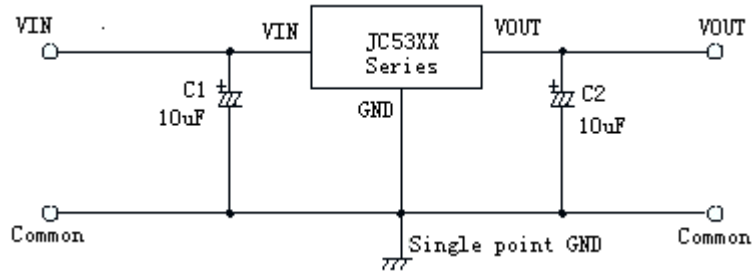 VIN
VIN
JC53XX
Series
VOUT
VOUT
C1
10uF
GND
C2
10uF
Common
Single point GND
Common